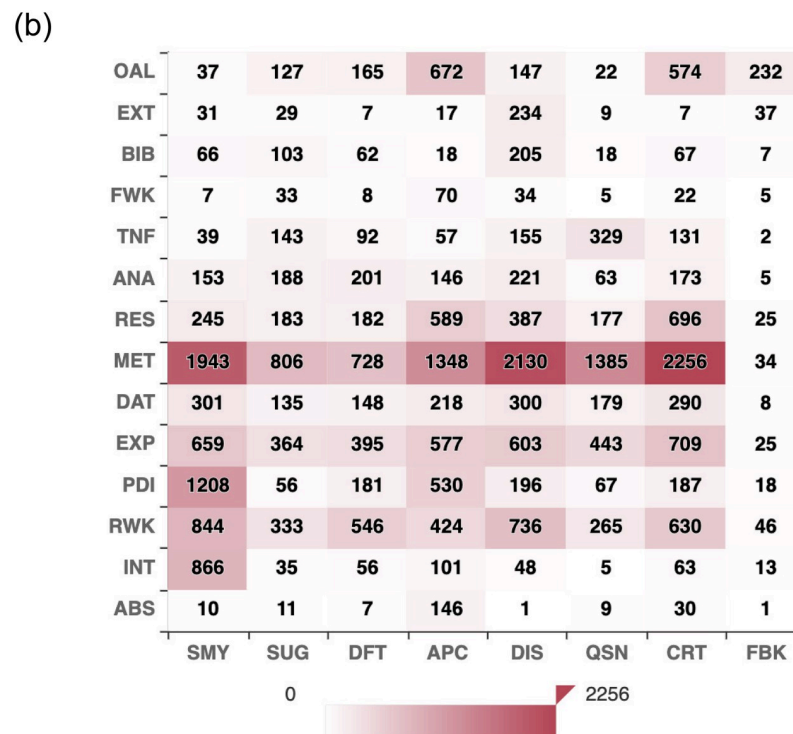 (b)
OAL 37 127 165 672 147 22 574 232
EXT 31 29 7 17 234 9 7 37
BIB 66 103 62 18 205 18 67 7
FWK 7 33 8 70 34 5 22 5
TNF 39 143 92 57 155 329 131 2
ANA 153 188 201 146 221 63 173 5
RES 245 183 182 589 387 177 696 25
MET 1943 806 728 1348 2130 1385 2256 34
DAT 301 135 148 218 300 179 290 8
EXP 659 364 395 577 603 443 709 25
PDI 1208 56 181 530 196 67 187 18
RWK 844 333 546 424 736 265 630 46
INT 866 35 56 101 48 5 63 13
ABS 10 11 7 146 1 9 30 1
SMY SUG DFT APC DIS QSN CRT FBK
0 2256